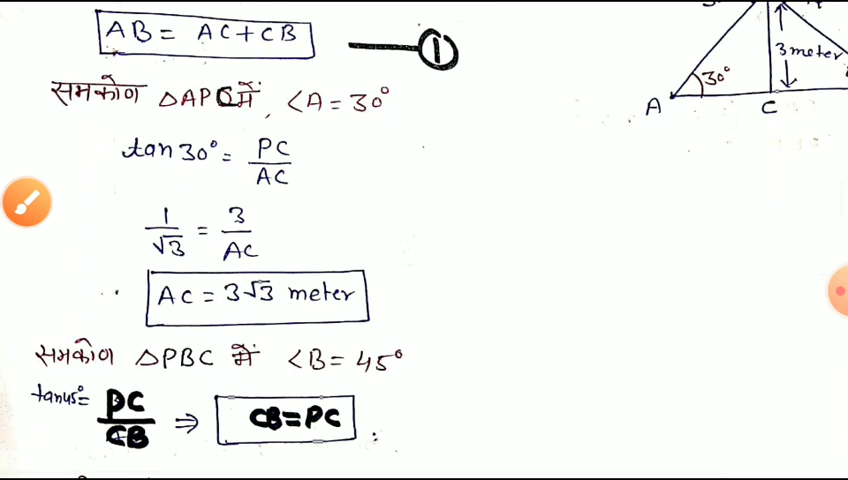 AB = AC + CB ①
3 meter
30°
A C
समकोण △APC में, <A = 30°
tan 30° = PC/AC
1/√3 = 3/AC
AC = 3√3 meter
समकोण △PBC में <B = 45°
tan45° = PC/CB ⇒ CB=PC